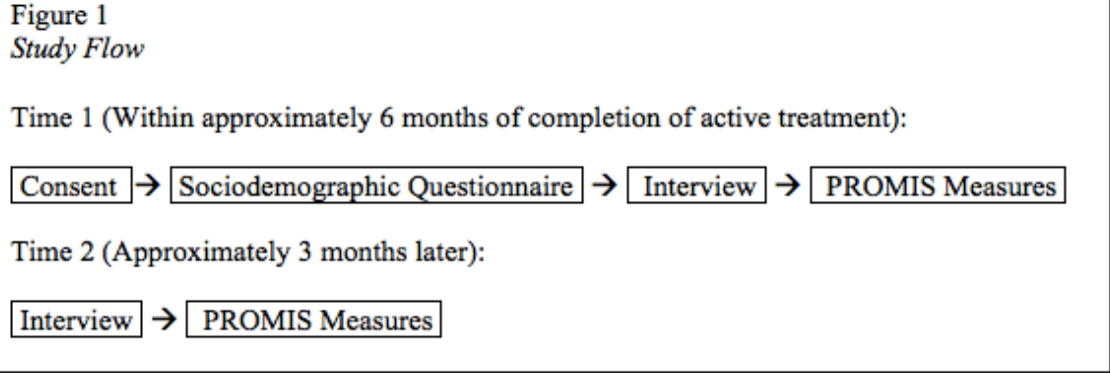 Figure 1
Study Flow
Time 1 (Within approximately 6 months of completion of active treatment):
Consent → Sociodemographic Questionnaire → Interview → PROMIS Measures
Time 2 (Approximately 3 months later):
Interview → PROMIS Measures